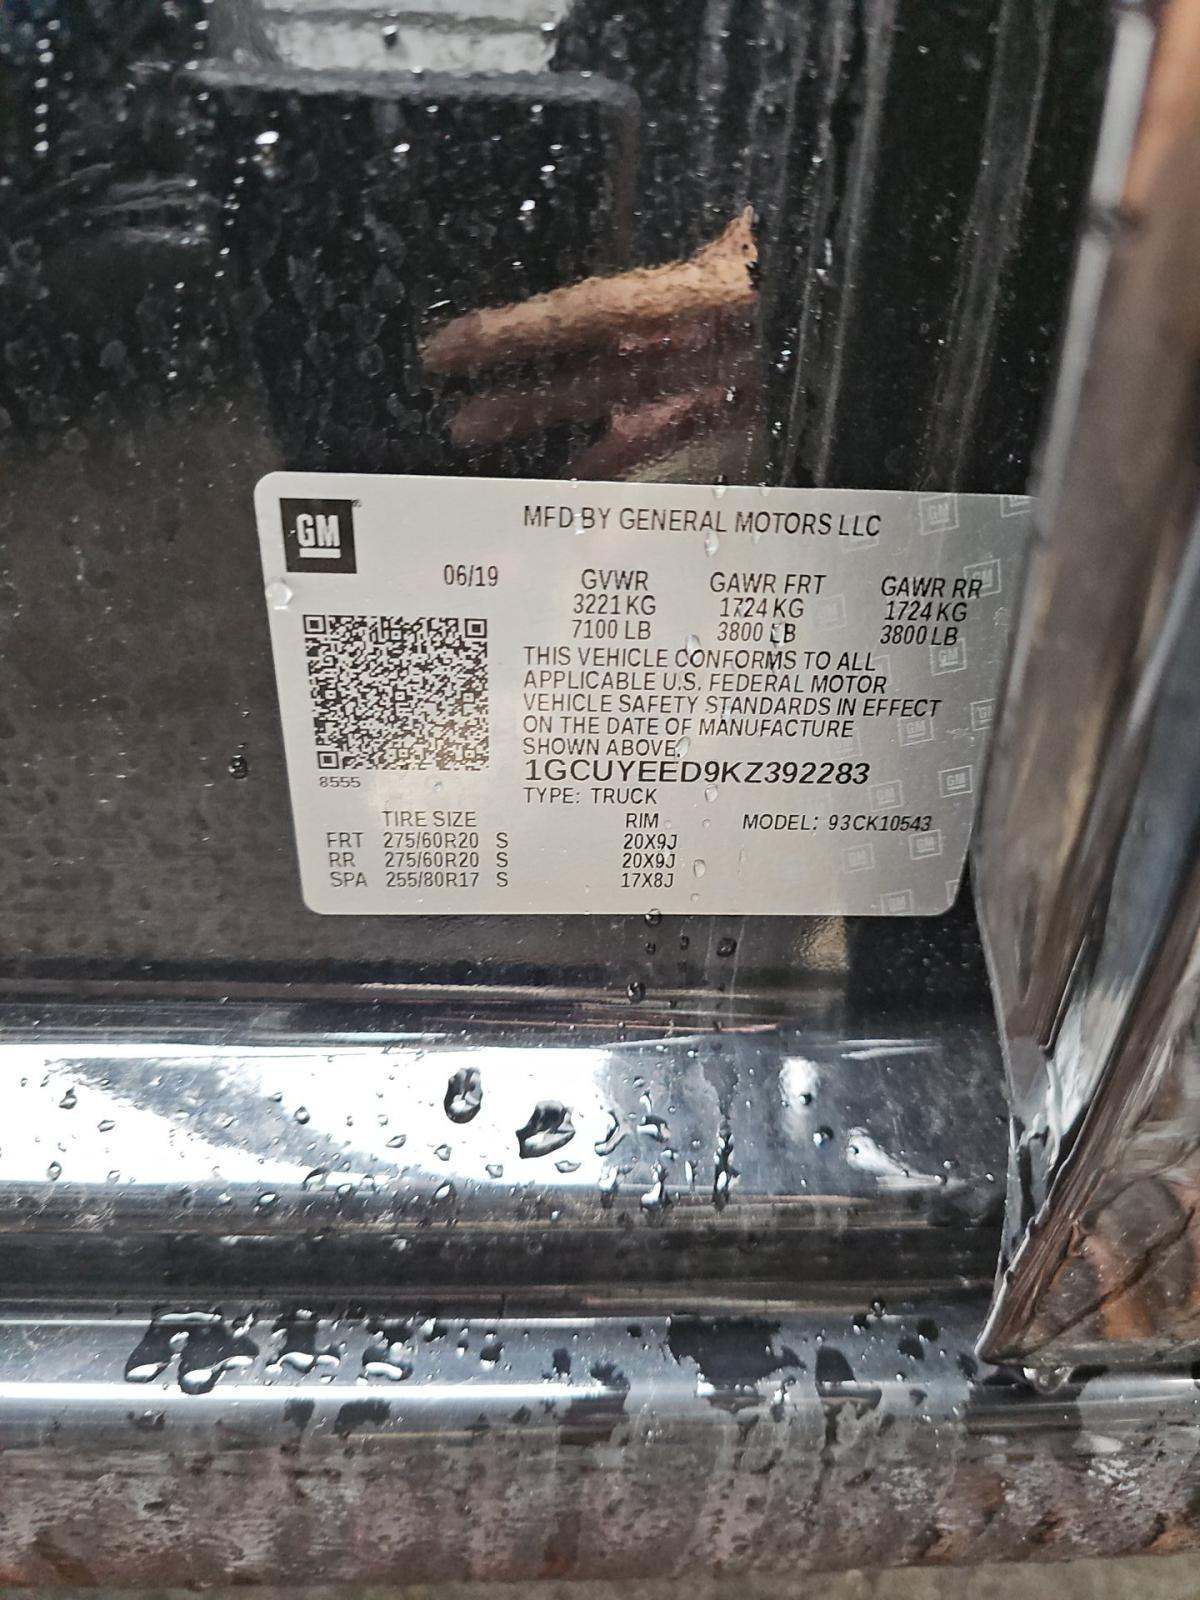 GM
MFD BY GENERAL MOTORS LLC
06/19 GVWR GAWR FRT GAWR RR
3221 KG 1724 KG 1724 KG
7100 LB 3800 LB 3800 LB
THIS VEHICLE CONFORMS TO ALL
APPLICABLE U.S. FEDERAL MOTOR
VEHICLE SAFETY STANDARDS IN EFFECT
ON THE DATE OF MANUFACTURE
SHOWN ABOVE.
1GCUYEED9KZ392283
8555
TYPE: TRUCK
TIRE SIZE RIM MODEL: 93CK10543
FRT 275/60R20 S 20X9J
RR 275/60R20 S 20X9J
SPA 255/80R17 S 17X8J